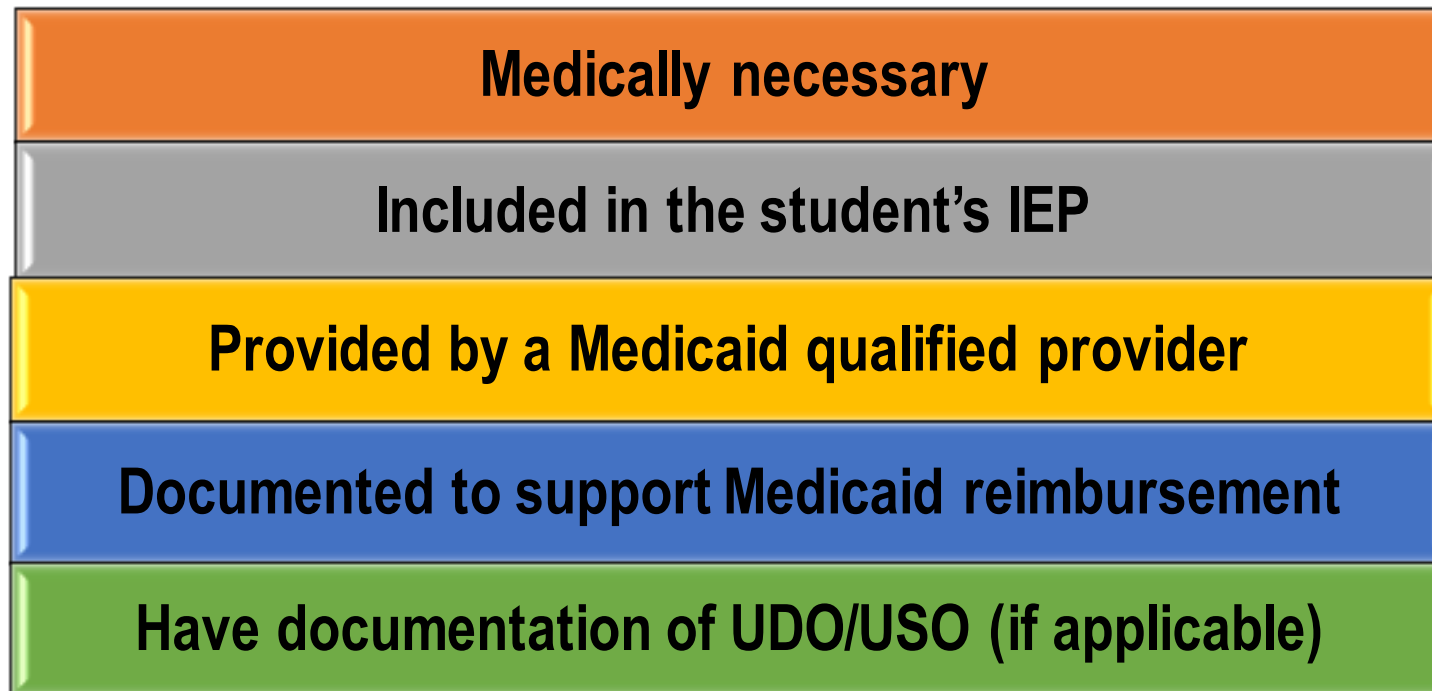 Medically necessary
Included in the student’s IEP
Provided by a Medicaid qualified provider
Documented to support Medicaid reimbursement
Have documentation of UDO/USO (if applicable)